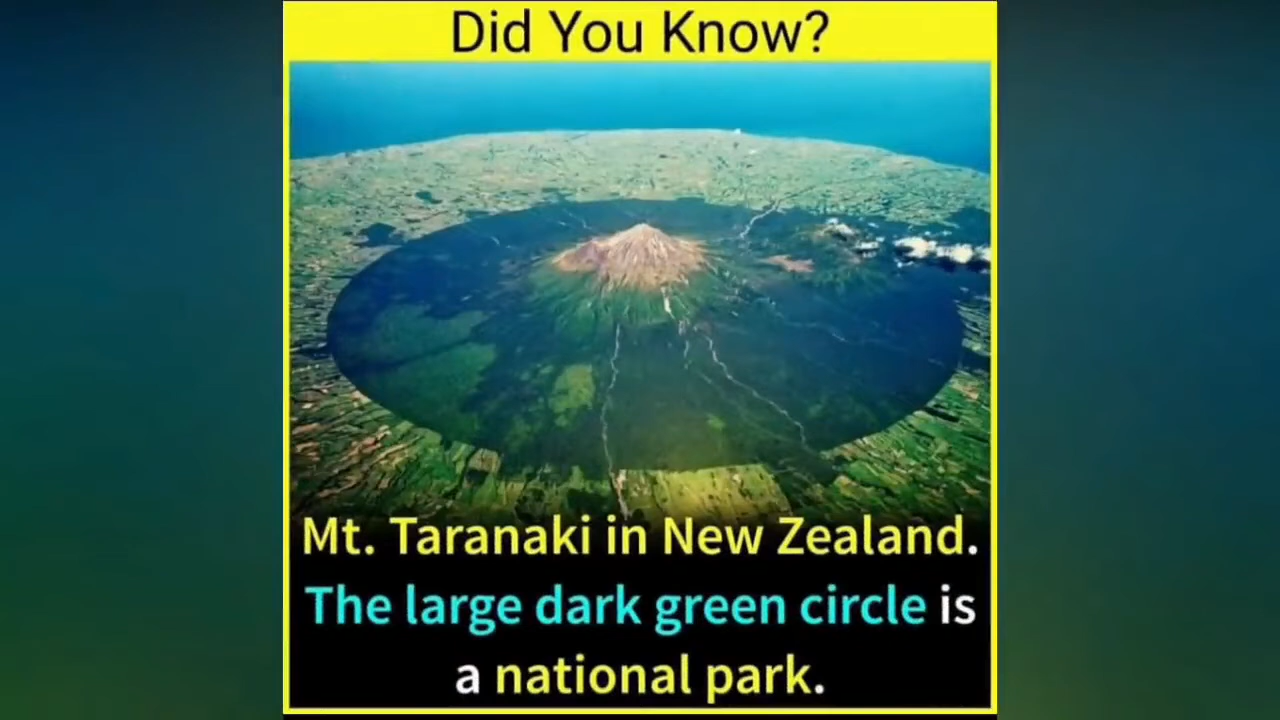 Did You Know?
Mt. Taranaki in New Zealand.
The large dark green circle is
a national park.